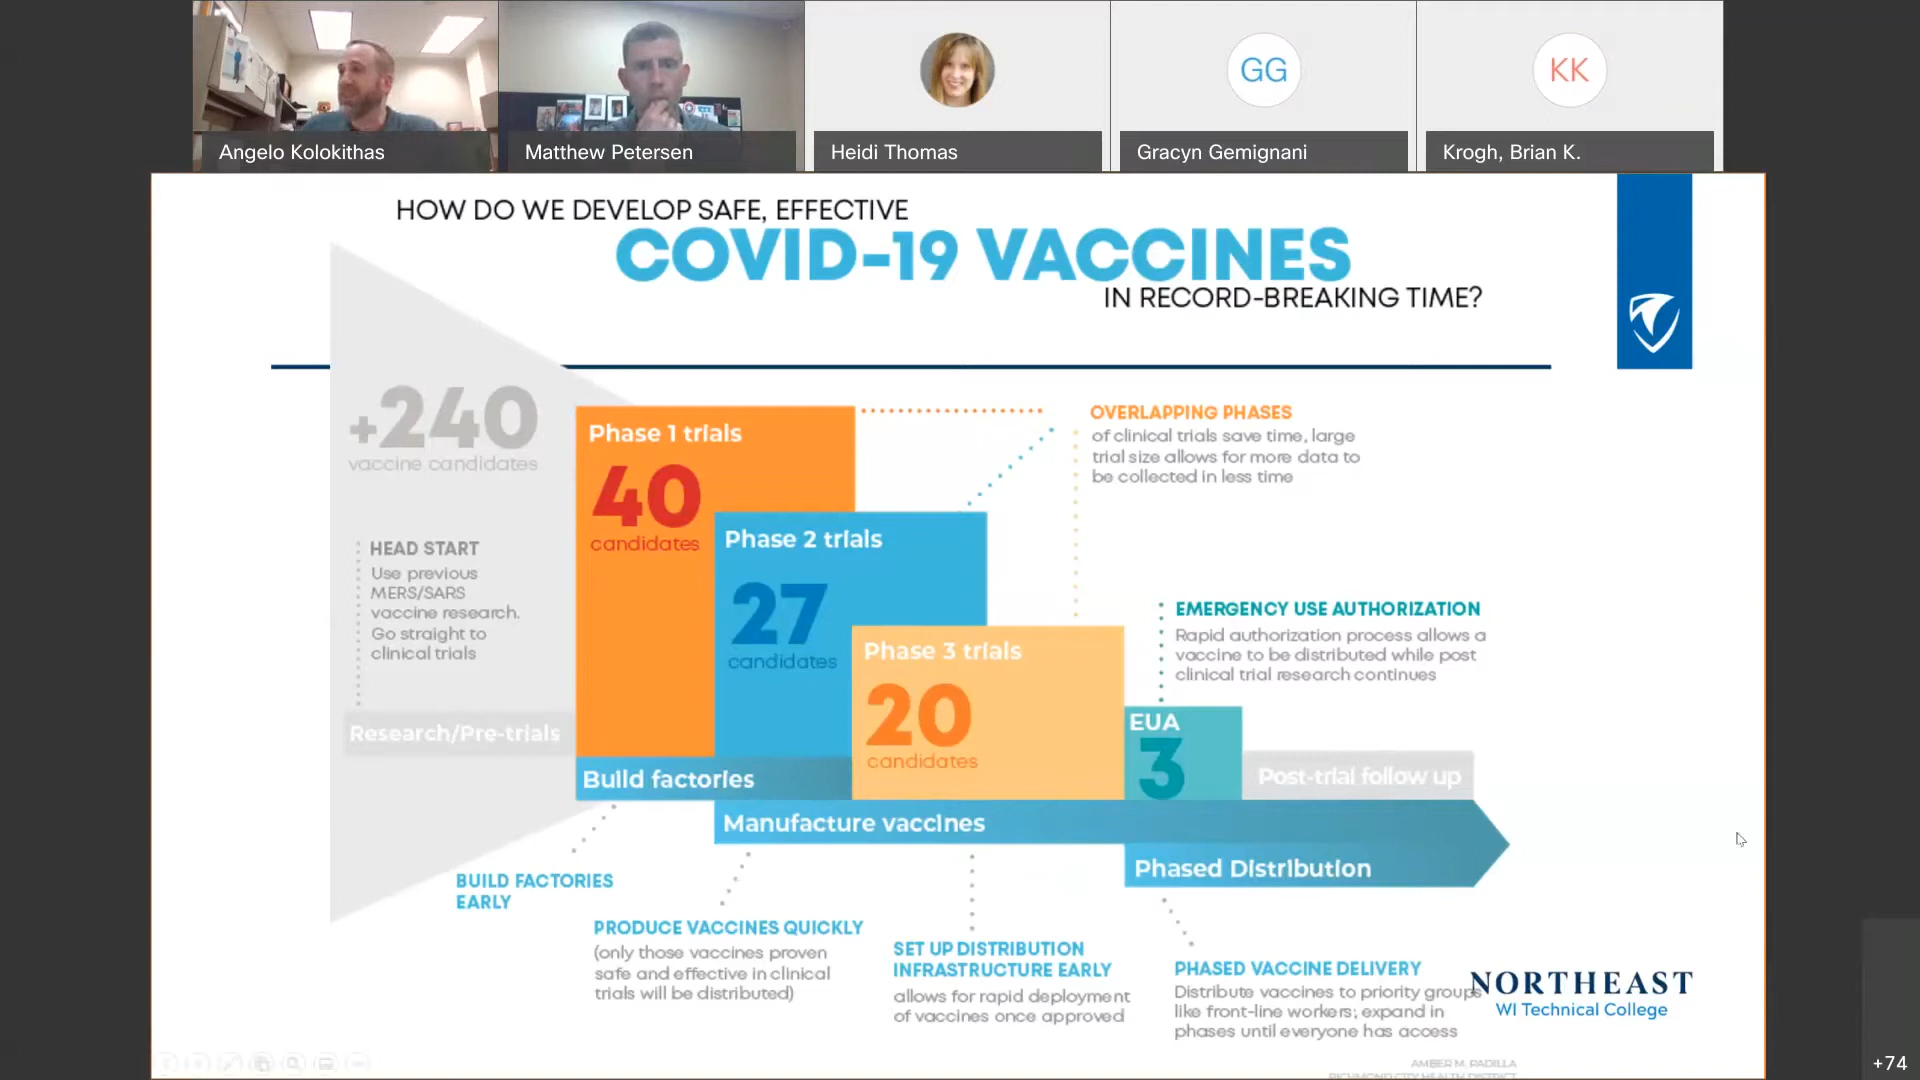 GG
KK
Angelo Kolokithas
Matthew Petersen
Heidi Thomas
Gracyn Gemignani
Krogh, Brian K.
HOW DO WE DEVELOP SAFE, EFFECTIVE
COVID-19 VACCINES
IN RECORD-BREAKING TIME?
+240
vaccine candidates
HEAD START
Use previous
MERS/SARS
vaccine research.
Go straight to
clinical trials
Research/Pre-trials
Phase 1 trials
40
candidates
Phase 2 trials
27
candidates
Phase 3 trials
20
candidates
OVERLAPPING PHASES
of clinical trials save time, large
trial size allows for more data to
be collected in less time
EMERGENCY USE AUTHORIZATION
Rapid authorization process allows a
vaccine to be distributed while post
clinical trial research continues
EUA
3
Post-trial follow up
Build factories
Manufacture vaccines
Phased Distribution
BUILD FACTORIES
EARLY
PRODUCE VACCINES QUICKLY
(only those vaccines proven
safe and effective in clinical
trials will be distributed)
SET UP DISTRIBUTION
INFRASTRUCTURE EARLY
allows for rapid deployment
of vaccines once approved
PHASED VACCINE DELIVERY
Distribute vaccines to priority groups
like front-line workers; expand in
phases until everyone has access
NORTHEAST
WI Technical College
AMBER M. PADILLA
RICHMOND CITY HEALTH DISTRICT
+74